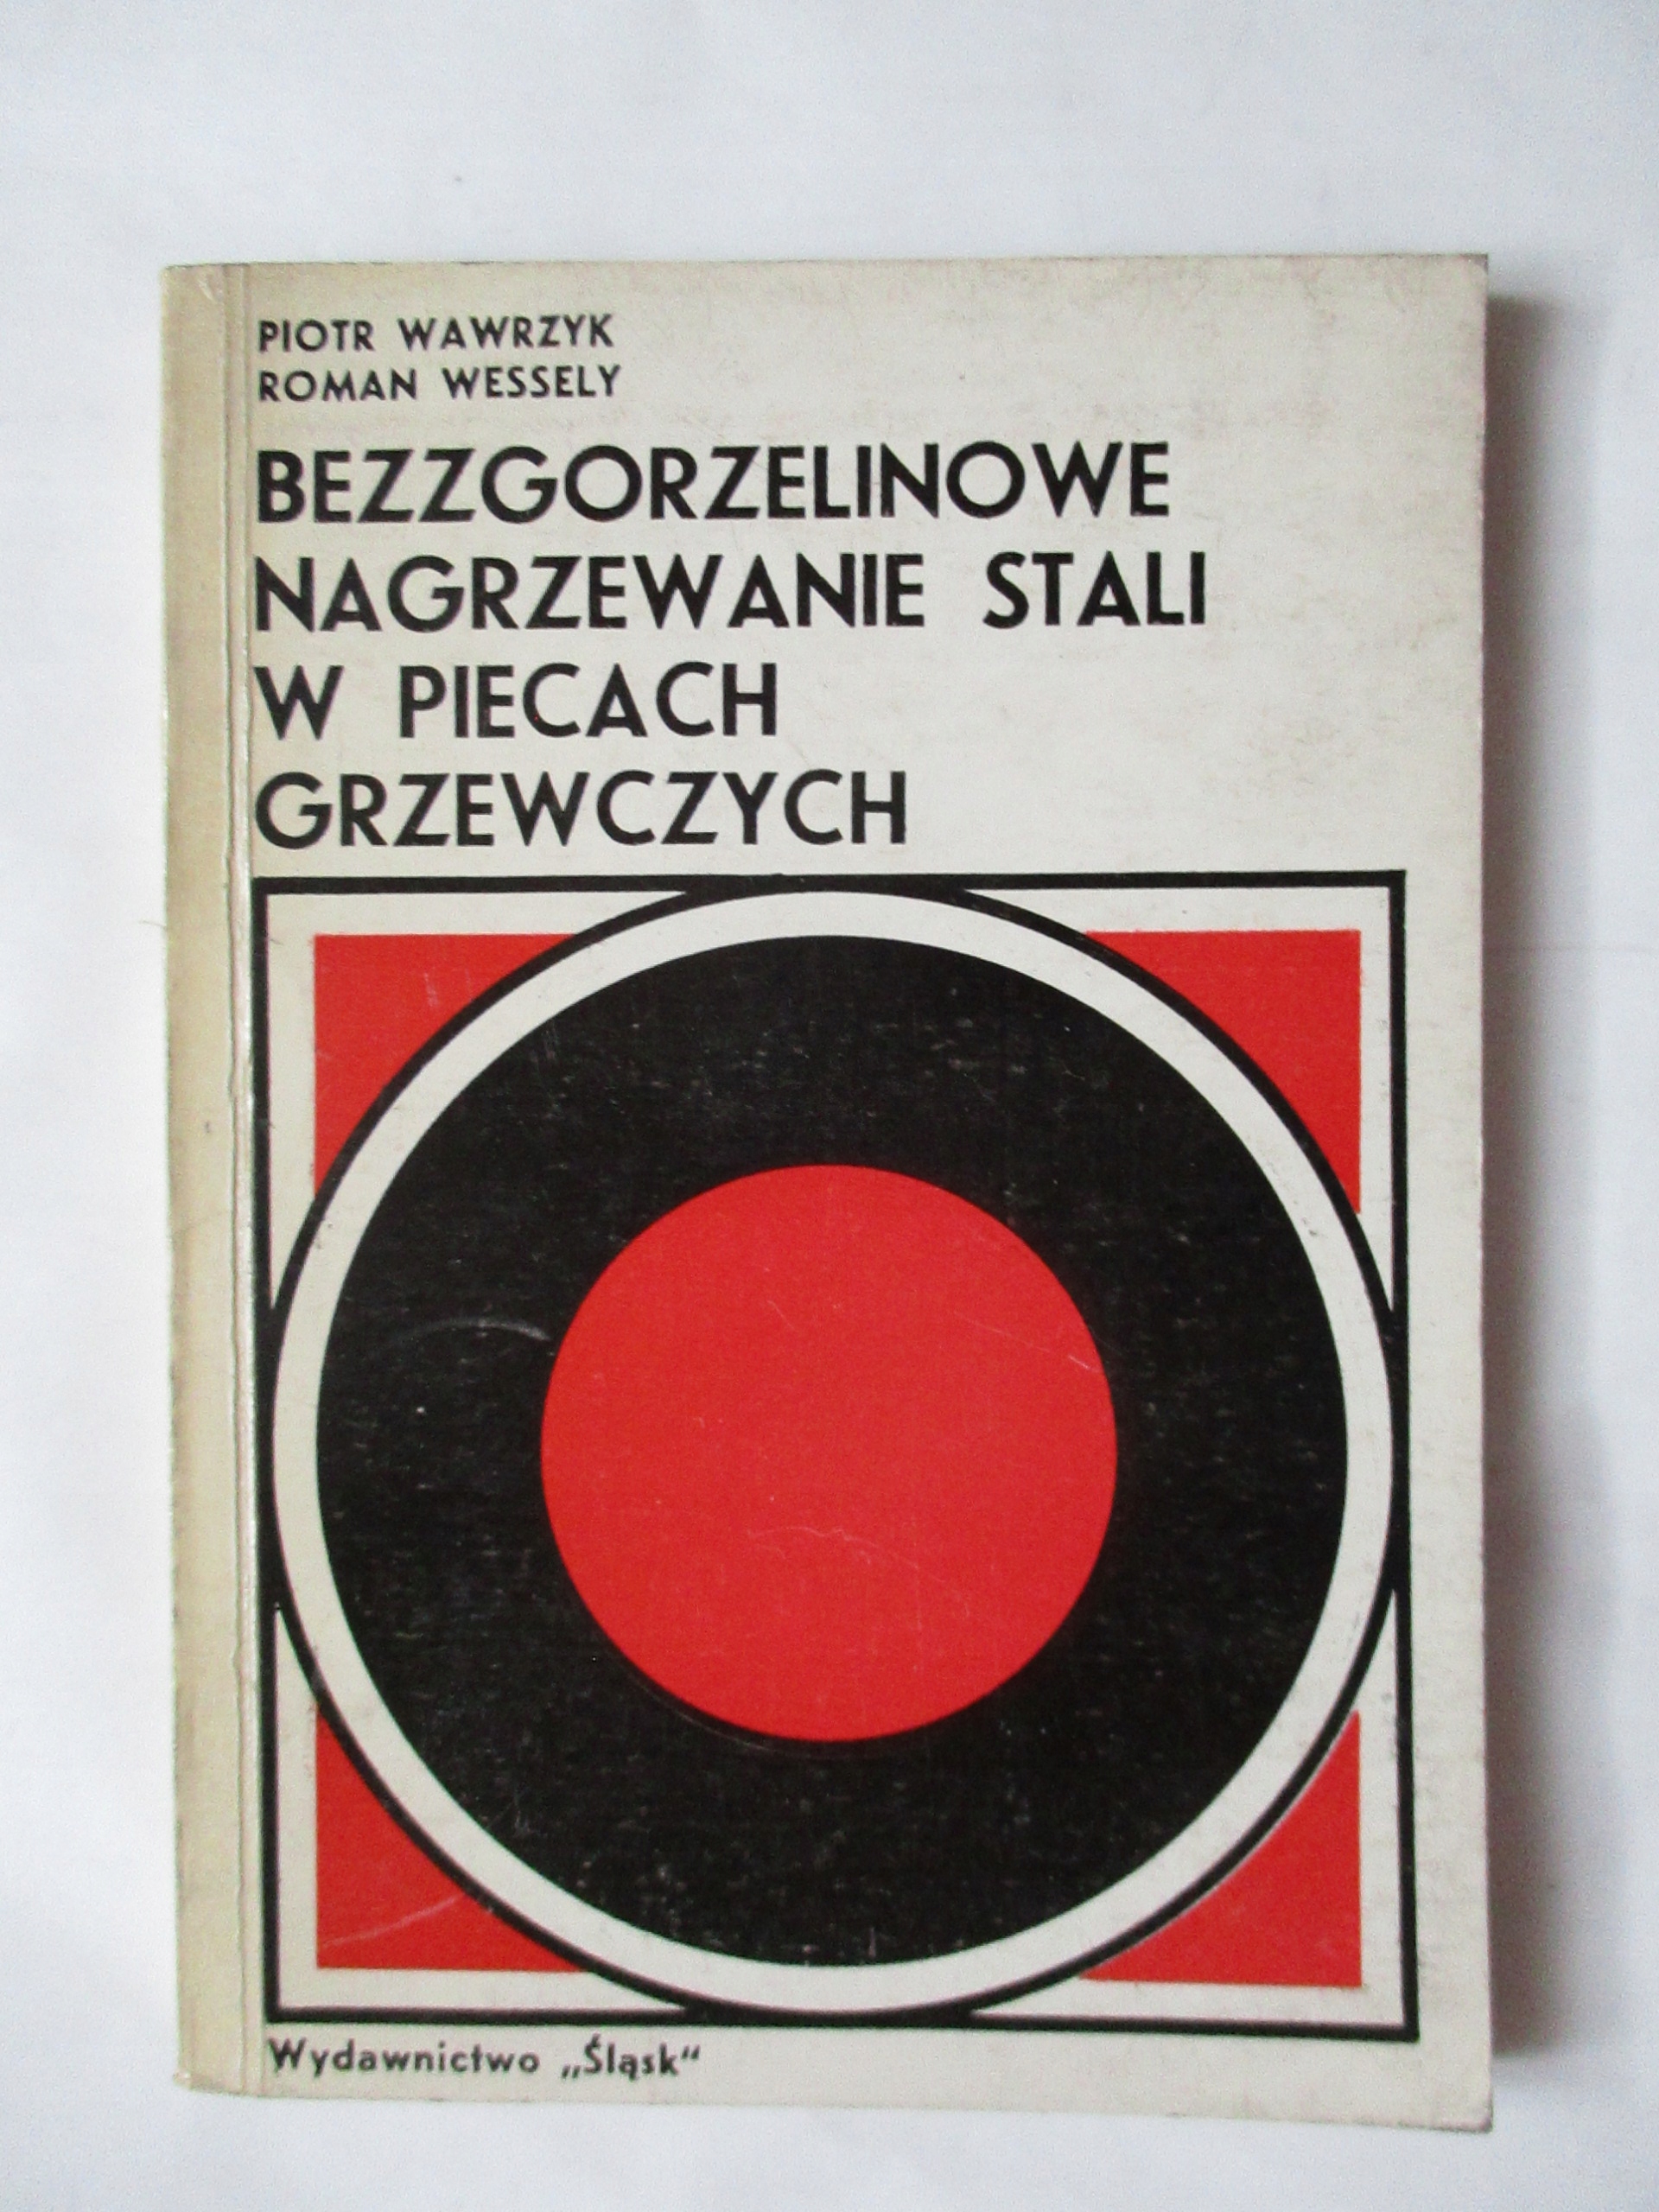 PIOTR WAWRZYK
ROMAN WESSELY
BEZZGORZELINOWE
NAGRZEWANIE STALI
W PIECACH
GRZEWCZYCH
Wydawnictwo „Śląsk“